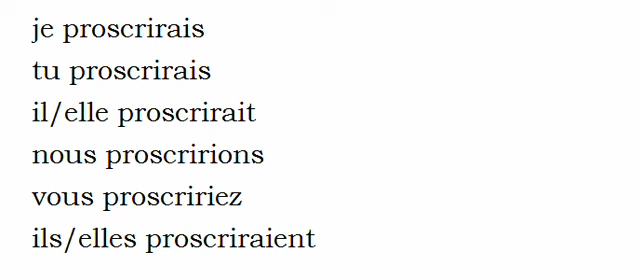 je proscrirais
tu proscrirais
il/elle proscrirait
nous proscririons
vous proscririez
ils/elles proscriraient